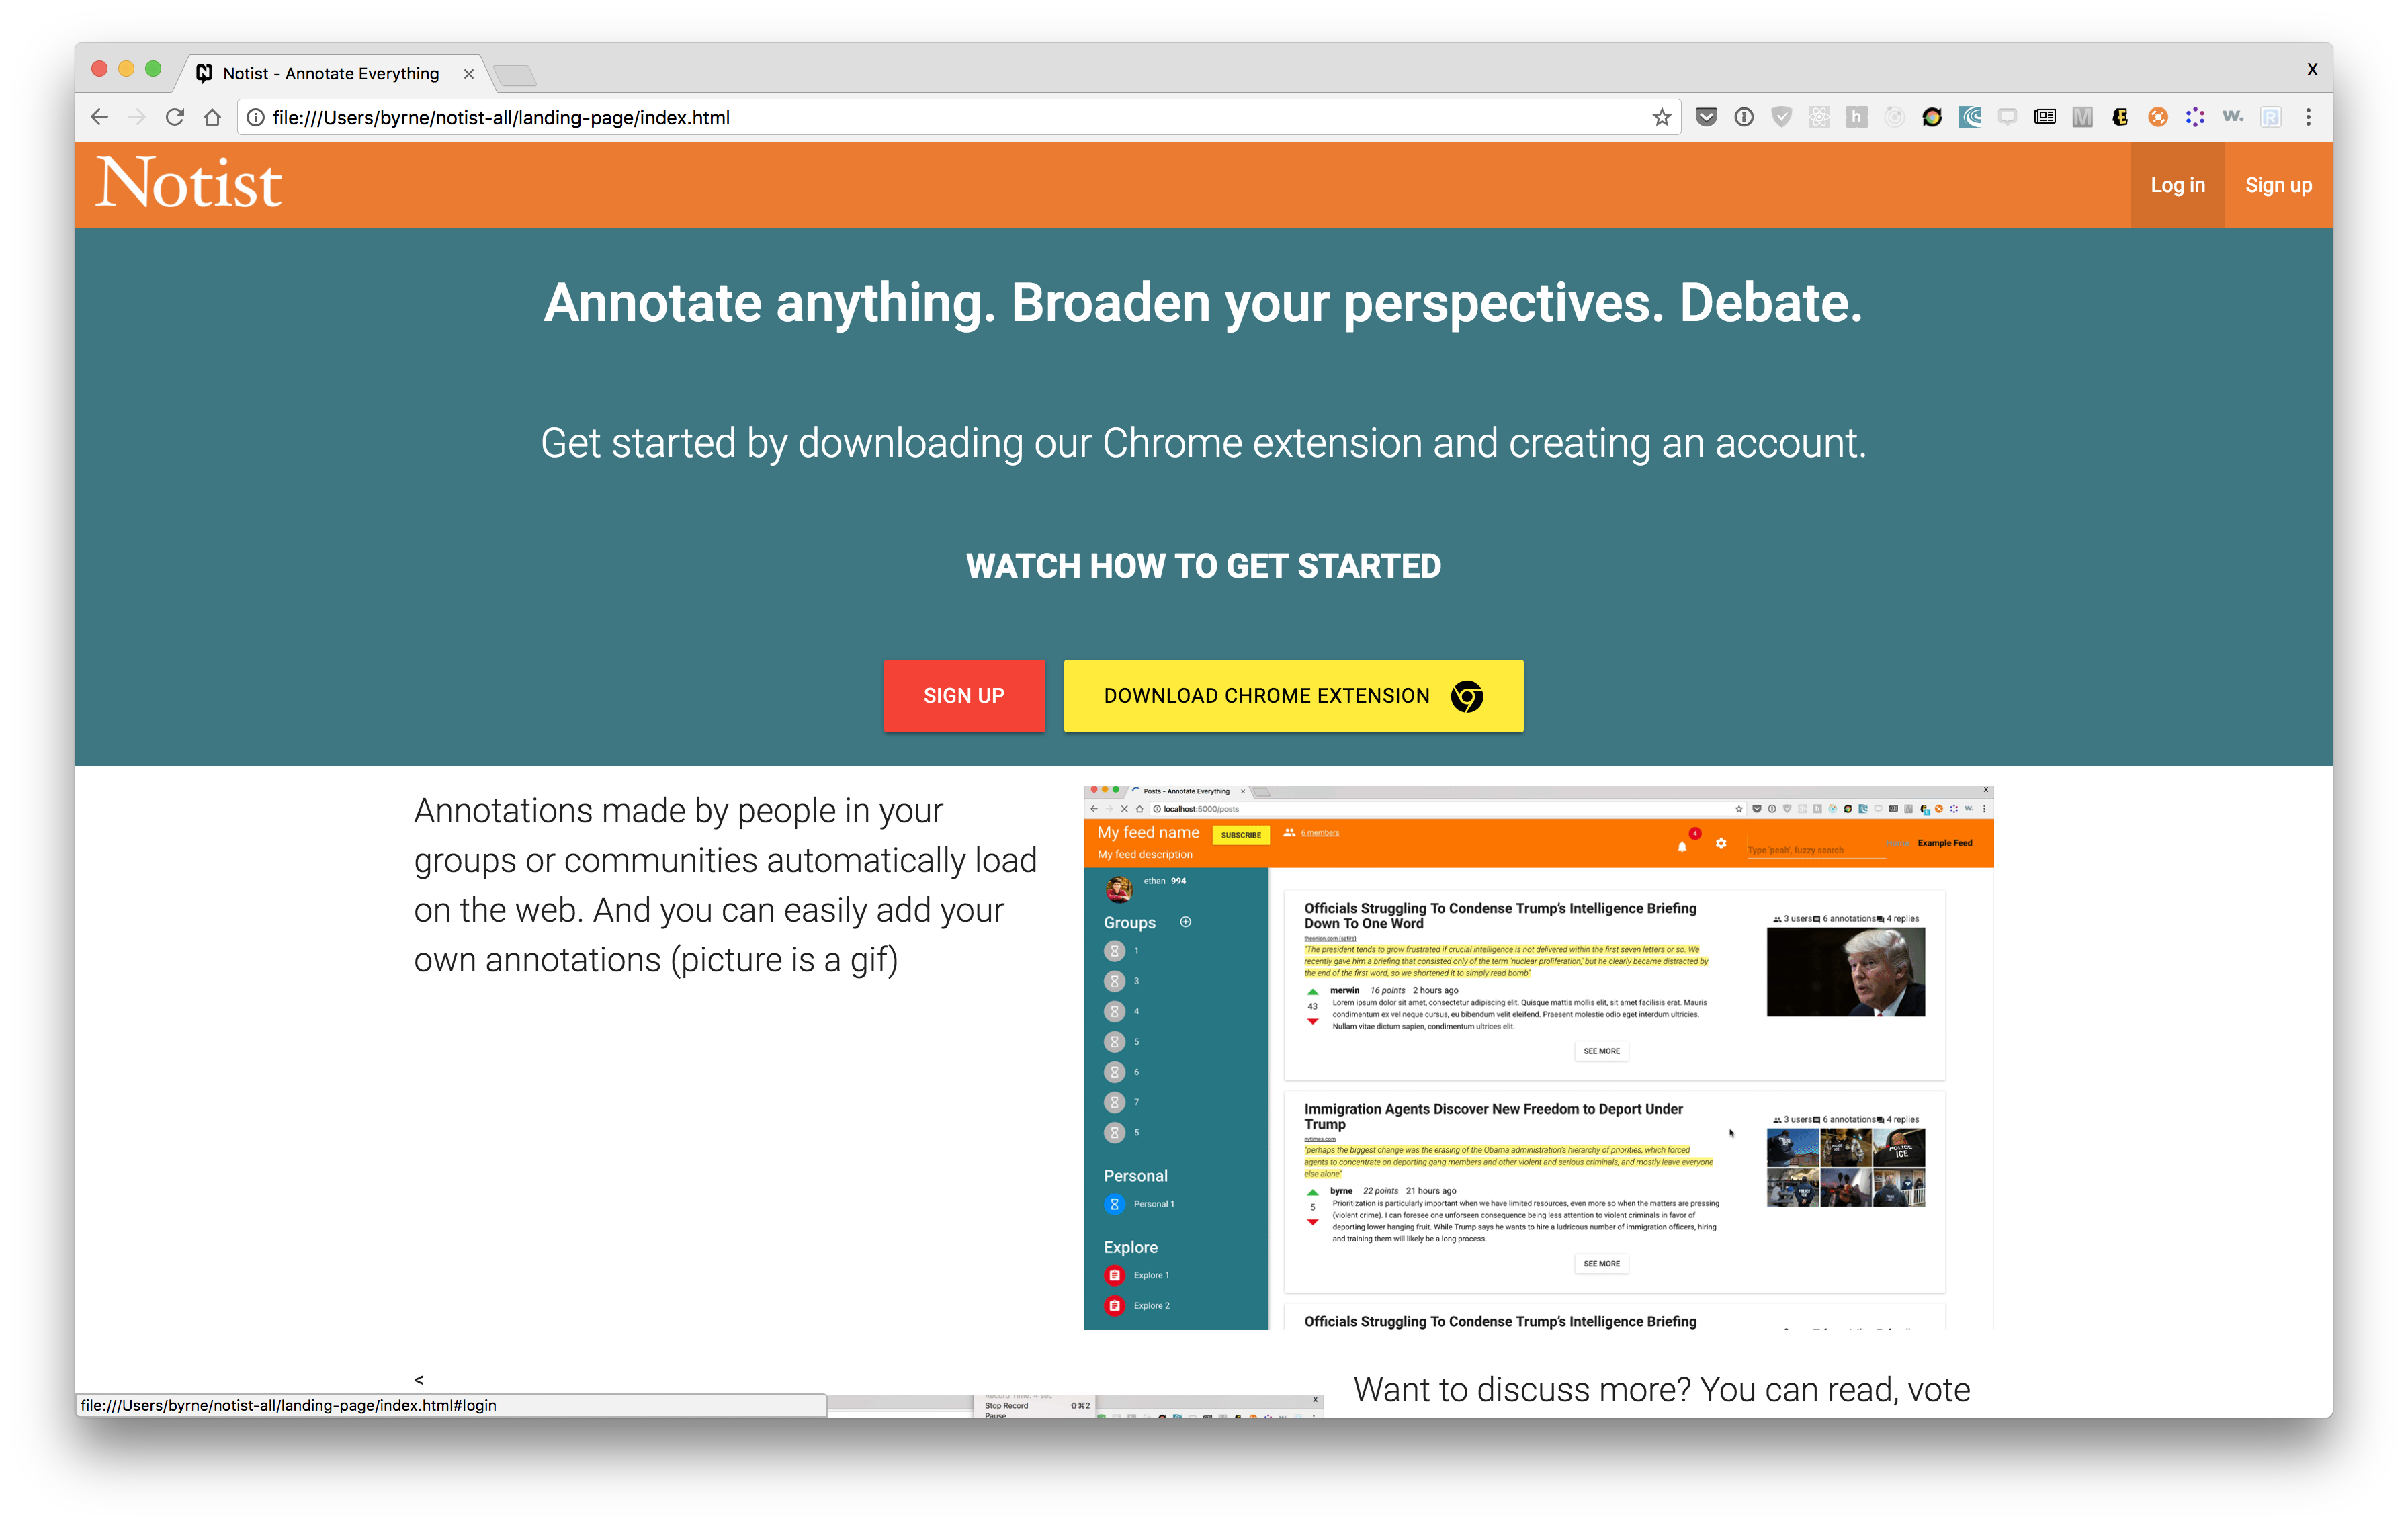 Notist - Annotate Everything
x
file:///Users/byrne/notist-all/landing-page/index.html
Notist
Log in
Sign up
Annotate anything. Broaden your perspectives. Debate.
Get started by downloading our Chrome extension and creating an account.
WATCH HOW TO GET STARTED
SIGN UP
DOWNLOAD CHROME EXTENSION
Annotations made by people in your
groups or communities automatically load
on the web. And you can easily add your
own annotations (picture is a gif)
Posts - Annotate Everything
x
localhost:5000/posts
My feed name
SUBSCRIBE
6 members
My feed description
4
Type 'peah', fuzzy search
Example Feed
ethan 994
Groups
1
3
4
5
6
7
5
Personal
Personal 1
Explore
Explore 1
Explore 2
Officials Struggling To Condense Trump's Intelligence Briefing
Down To One Word
theonion.com (satire)
"The president tends to grow frustrated if crucial intelligence is not delivered within the first seven letters or so. We
recently gave him a briefing that consisted only of the term 'nuclear proliferation,' but he clearly became distracted by
the end of the first word, so we shortened it to simply read bomb"
merwin 16 points 2 hours ago
43
Lorem ipsum dolor sit amet, consectetur adipiscing elit. Quisque mattis mollis elit, sit amet facilisis erat. Mauris
condimentum ex vel neque cursus, eu bibendum velit eleifend. Praesent molestie odio eget interdum ultricies.
Nullam vitae dictum sapien, condimentum ultrices elit.
SEE MORE
3 users 6 annotations 4 replies
Immigration Agents Discover New Freedom to Deport Under
Trump
nytimes.com
"perhaps the biggest change was the erasing of the Obama administration's hierarchy of priorities, which forced
agents to concentrate on deporting gang members and other violent and serious criminals, and mostly leave everyone
else alone"
byrne 22 points 21 hours ago
5
Prioritization is particularly important when we have limited resources, even more so when the matters are pressing
(violent crime). I can foresee one unforseen consequence being less attention to violent criminals in favor of
deporting lower hanging fruit. While Trump says he wants to hire a ludricous number of immigration officers, hiring
and training them will likely be a long process.
SEE MORE
3 users 6 annotations 4 replies
POLICE
ICE
Officials Struggling To Condense Trump's Intelligence Briefing
<
file:///Users/byrne/notist-all/landing-page/index.html#login
Record Time: 4 sec
Stop Record ⇧⌘2
Pause
x
Want to discuss more? You can read, vote